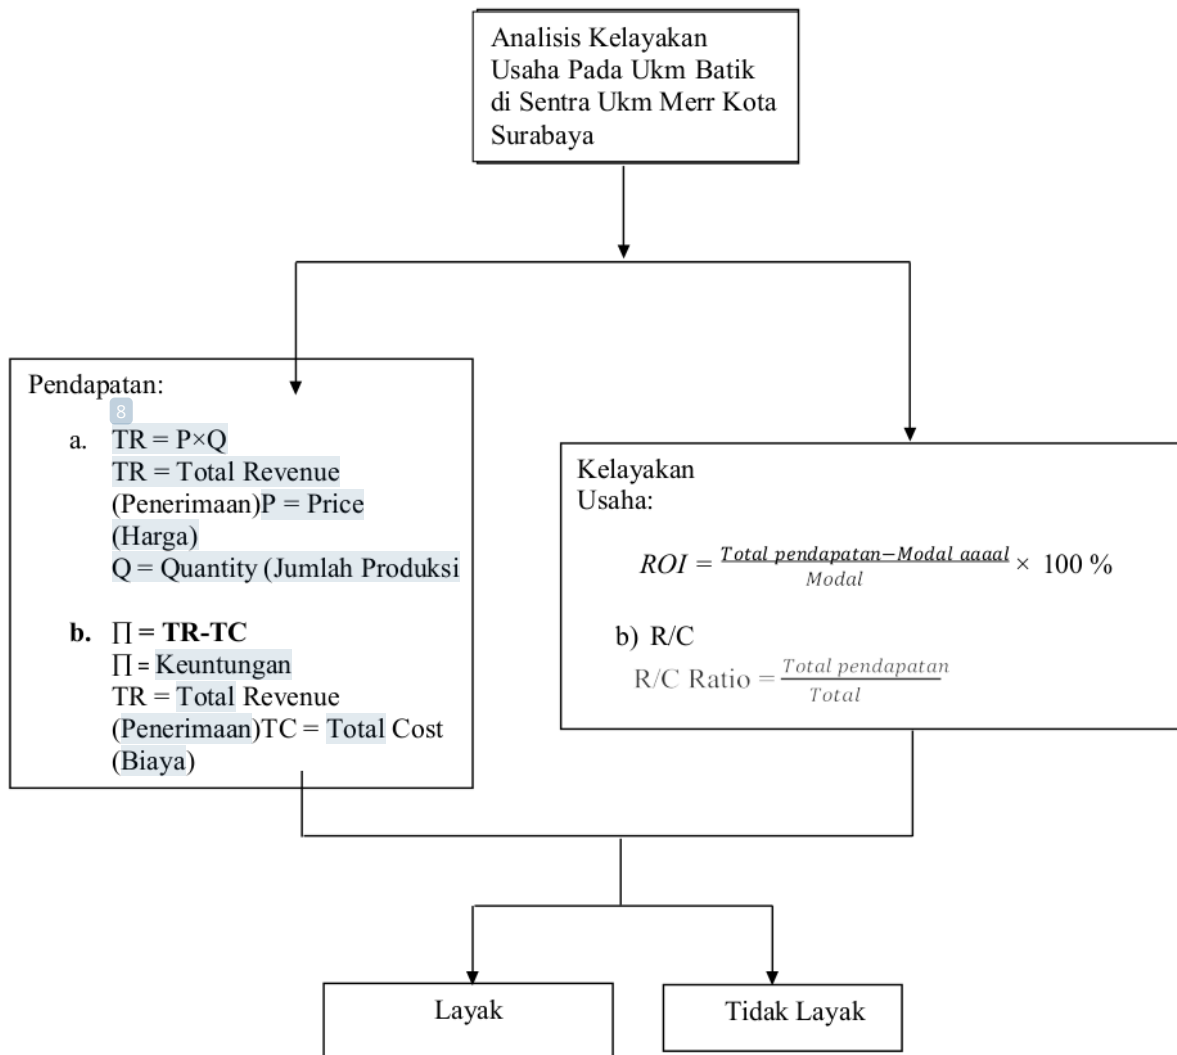 Analisis Kelayakan
Usaha Pada Ukm Batik
di Sentra Ukm Merr Kota
Surabaya
Pendapatan:
8
a. TR = P×Q
TR = Total Revenue
(Penerimaan)P = Price
(Harga)
Q = Quantity (Jumlah Produksi
b. ∏ = TR-TC
∏ = Keuntungan
TR = Total Revenue
(Penerimaan)TC = Total Cost
(Biaya)
Kelayakan
Usaha:
ROI = Total pendapatan−Modal aaaal
Modal × 100 %
b) R/C
R/C Ratio = Total pendapatan
Total
Layak
Tidak Layak